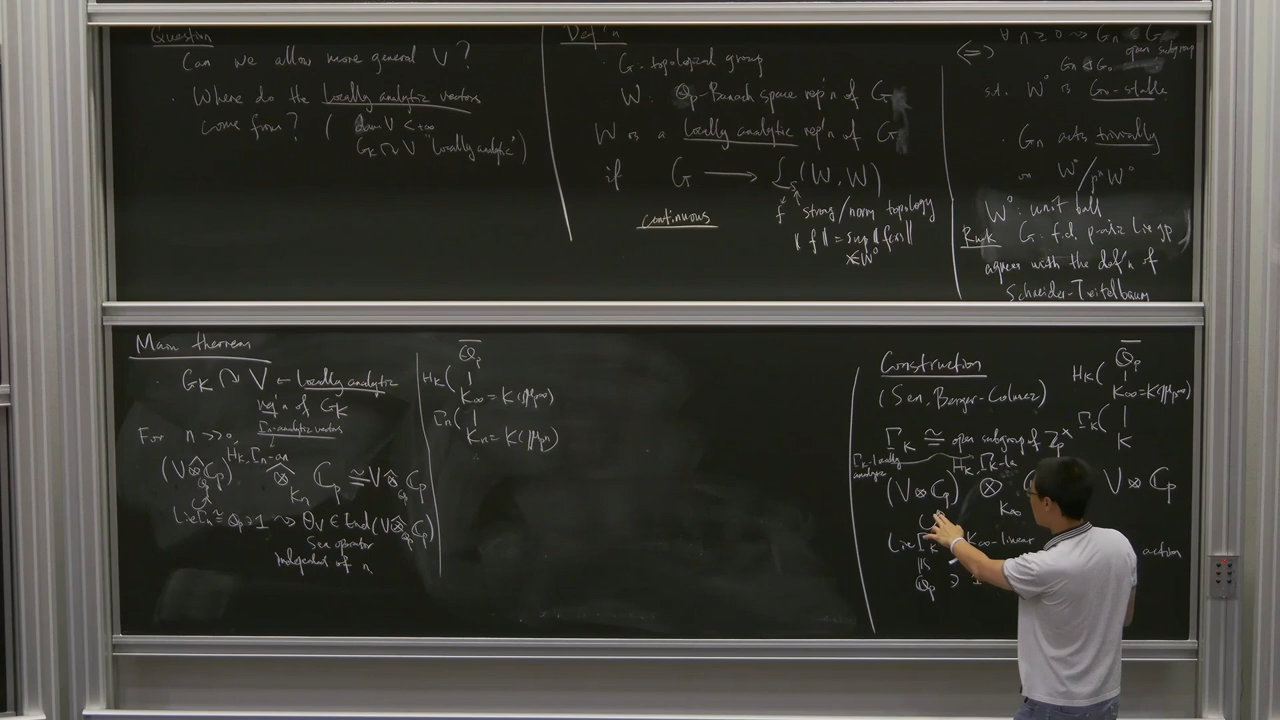 Question
Can we allow more general V?
· Where do the locally analytic vectors
come from? ( dim V < +∞
G_K ↷ V "locally analytic")
Def'n
· G. topological group
W. ℚ_p-Banach space rep'n of G
W is a locally analytic rep'n of G
if G ⟶ ℒ_s(W, W)
continuous
f strong/norm topology
‖f‖ = sup ‖f(x)‖
x∈W°
⟺ ∀ n ≥ 0 ⇝ G_n ≤ G
open subgroup
G_n ⊲ G_0
s.t. W° is G_n-stable
· G_n acts trivially
on W°/p^n W°
W°: unit ball
Rmk G. f.d. p-adic Lie gp
agrees with the def'n of
Schneider-Teitelbaum
Main theorem
· G_K ↷ V ← locally analytic
rep'n of G_K
Γ_n-analytic vectors
For n >> 0
(V ⊗̂_{ℚ_p} ℂ_p)^{H_K, Γ_n-an} ⊗̂_{K_n} ℂ_p ≅ V ⊗̂_{ℚ_p} ℂ_p
Lie Γ_n ≅ ℚ_p ∋ 1 ⇝ Θ_V ∈ End(V ⊗̂_{ℚ_p} ℂ_p)
Sen operator
independent of n
ℚ̄_p
H_K ( |
K_∞ = K(μ_{p^∞})
Γ_n ( |
K_n = K(μ_{p^n})
Construction
(Sen, Berger-Colmez)
Γ_K ≅ open subgroup of ℤ_p^×
Γ_K-locally
analytic
(V ⊗ ℂ_p)^{H_K, Γ_K-la} ⊗_{K_∞} V ⊗ ℂ_p
Lie Γ_K K_∞-linear action
ℚ_p ∋ 1
ℚ̄_p
H_K ( |
K_∞ = K(μ_{p^∞})
Γ_K ( |
K